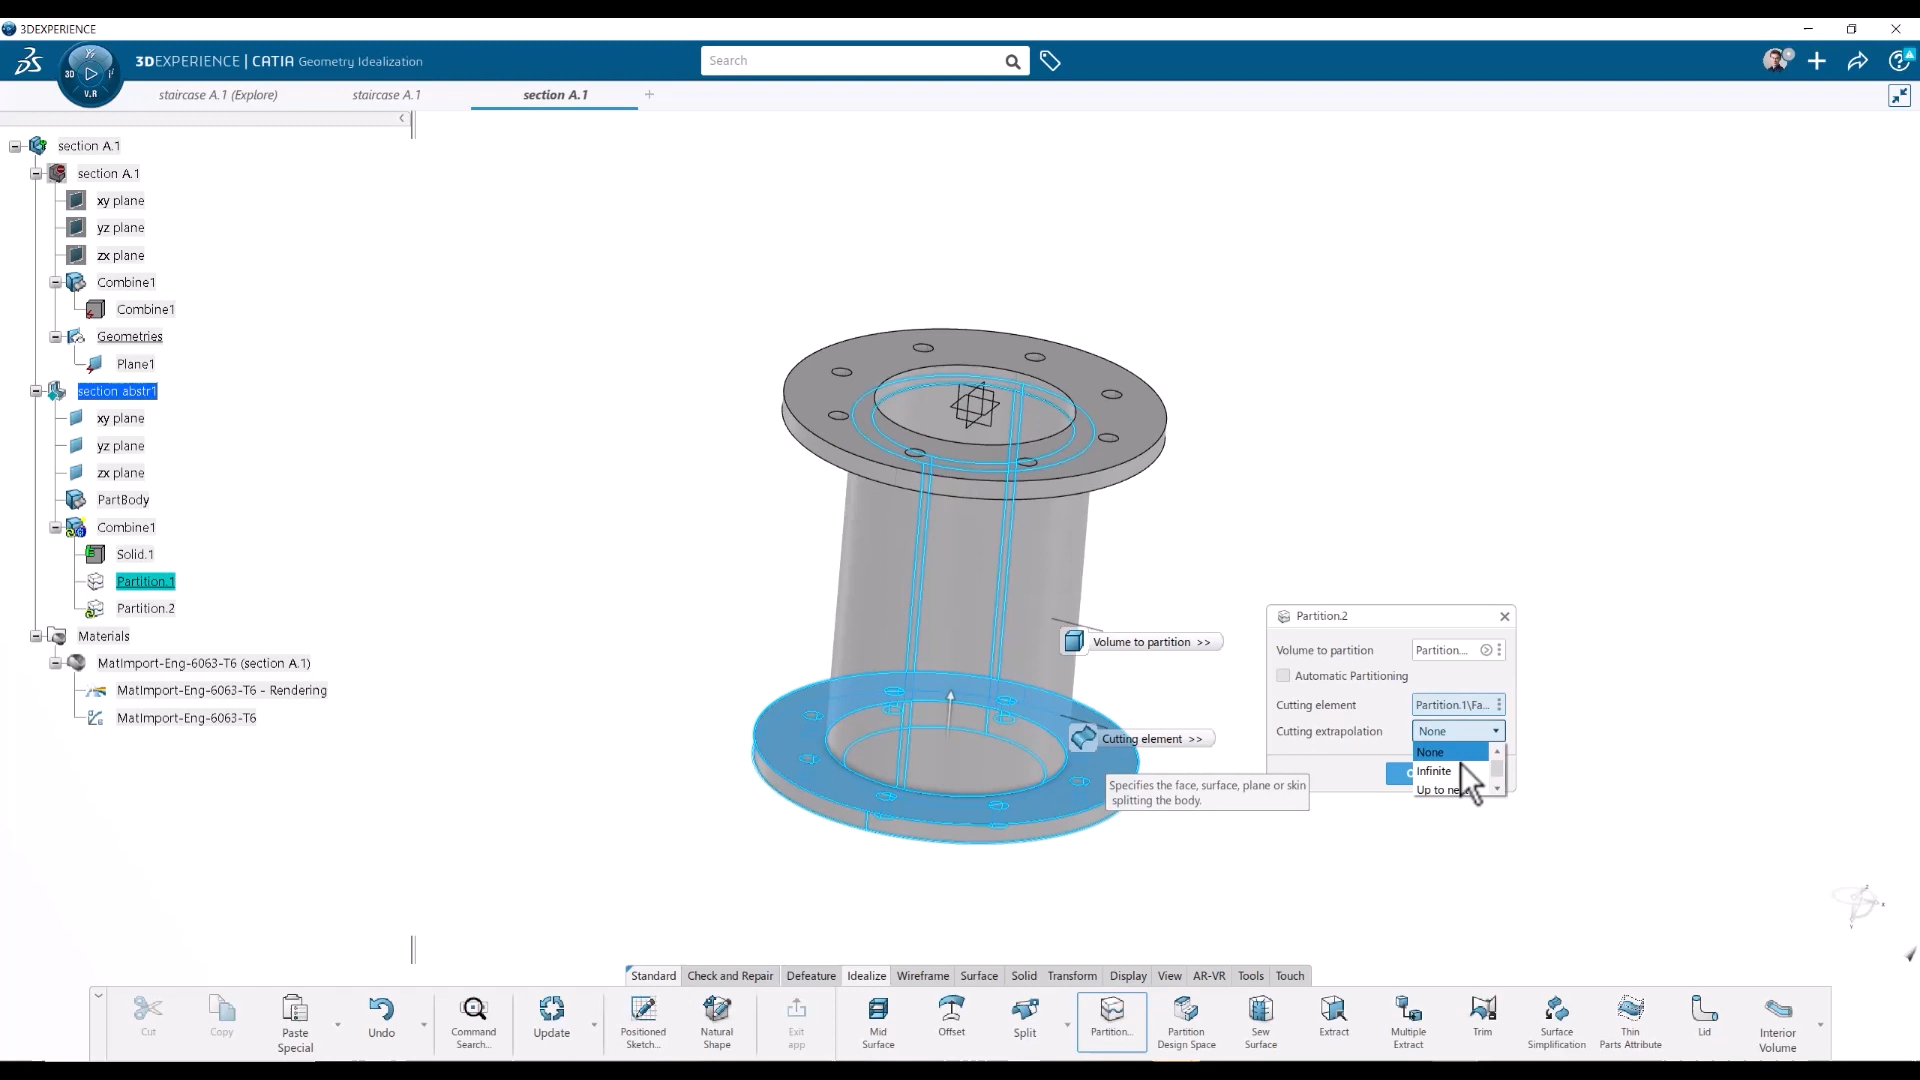 3DEXPERIENCE
3DEXPERIENCE | CATIA Geometry Idealization
Search
3D
V.R
staircase A.1 (Explore)
staircase A.1
section A.1
section A.1
section A.1
xy plane
yz plane
zx plane
Combine1
Combine1
Geometries
Plane1
section abstr1
xy plane
yz plane
zx plane
PartBody
Combine1
Solid.1
Partition.1
Partition.2
Materials
MatImport-Eng-6063-T6 (section A.1)
MatImport-Eng-6063-T6 - Rendering
MatImport-Eng-6063-T6
Volume to partition >>
Cutting element >>
Specifies the face, surface, plane or skin
splitting the body.
Partition.2
Volume to partition
Partition....
Automatic Partitioning
Cutting element
Partition.1\Fa...
Cutting extrapolation
None
None
Infinite
Up to
Standard
Check and Repair
Defeature
Idealize
Wireframe
Surface
Solid
Transform
Display
View
AR-VR
Tools
Touch
Cut
Copy
Paste
Special
Undo
Command
Search...
Update
Positioned
Sketch...
Natural
Shape
Exit
app
Mid
Surface
Offset
Split
Partition...
Partition
Design Space
Sew
Surface
Extract
Multiple
Extract
Trim
Surface
Simplification
Thin
Parts Attribute
Lid
Interior
Volume